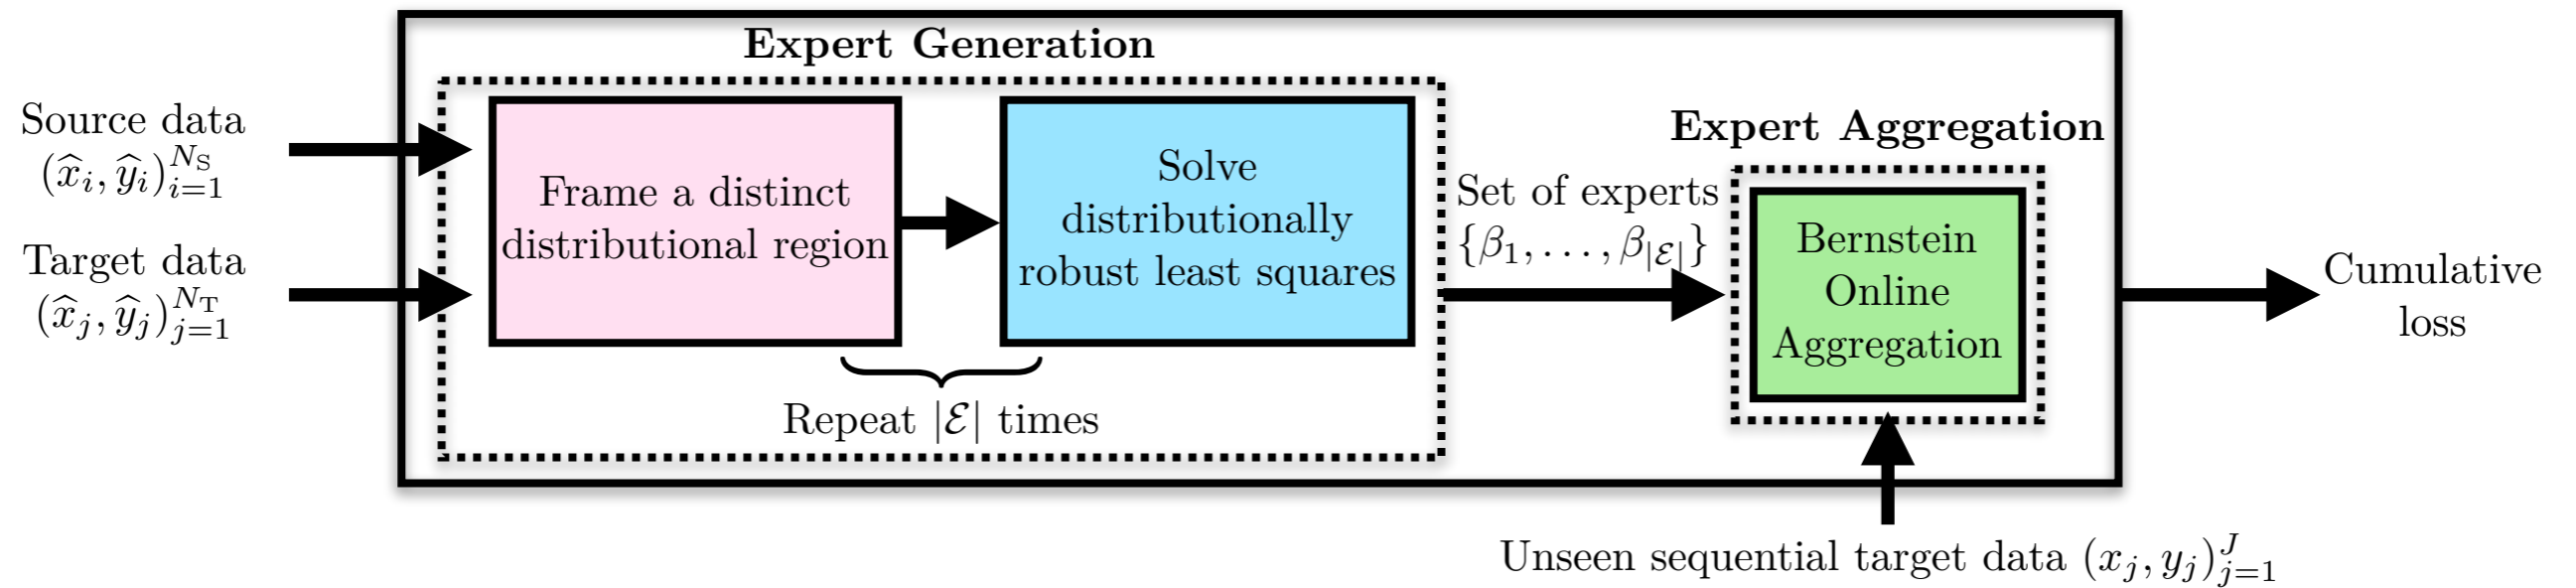 Expert Generation
Source data
$(\widehat{x}_i, \widehat{y}_i)_{i=1}^{N_{\mathrm{S}}}$
Target data
$(\widehat{x}_j, \widehat{y}_j)_{j=1}^{N_{\mathrm{T}}}$
Frame a distinct
distributional region
Solve
distributionally
robust least squares
Repeat $|\mathcal{E}|$ times
Set of experts
$\{\beta_1, \ldots, \beta_{|\mathcal{E}|}\}$
Expert Aggregation
Bernstein
Online
Aggregation
Cumulative
loss
Unseen sequential target data $(x_j, y_j)_{j=1}^{J}$